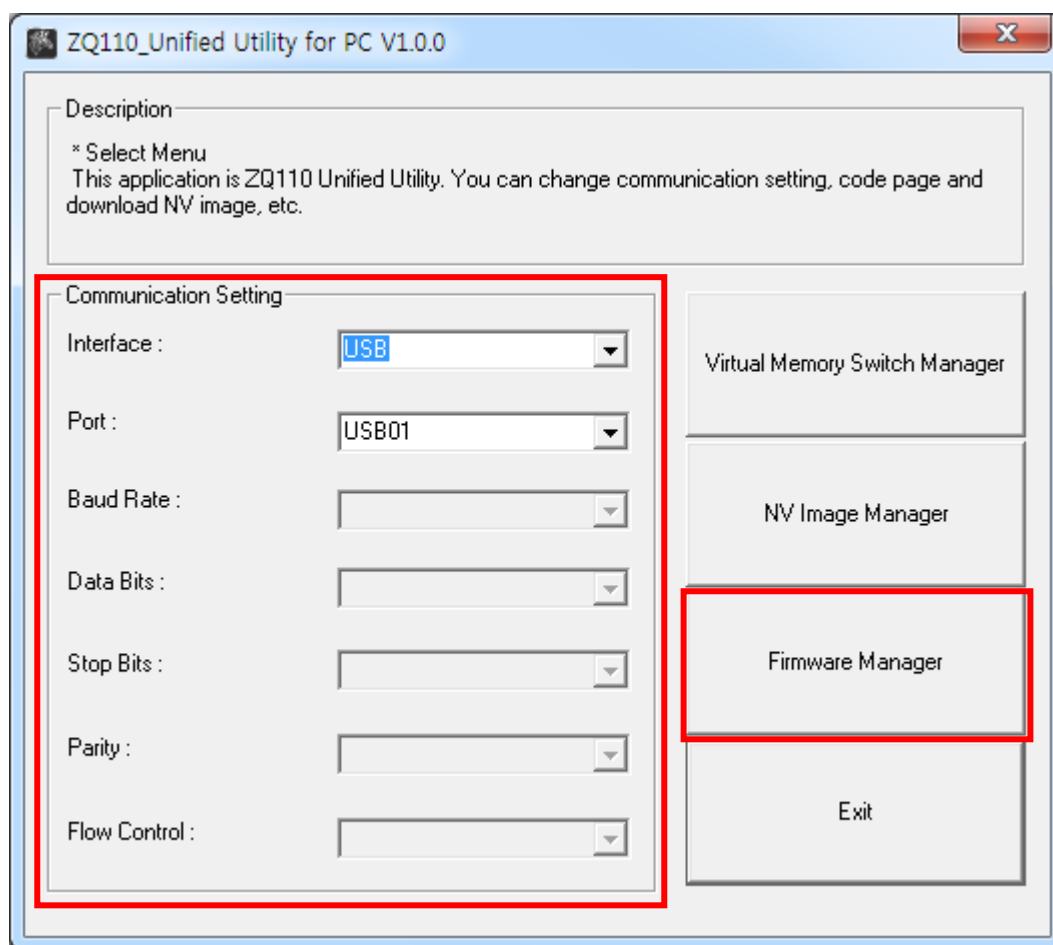 ZQ110_Unified Utility for PC V1.0.0
Description
* Select Menu
This application is ZQ110 Unified Utility. You can change communication setting, code page and
download NV image, etc.
Communication Setting
Interface :
USB
Port :
USB01
Baud Rate :
Data Bits :
Stop Bits :
Parity :
Flow Control :
Virtual Memory Switch Manager
NV Image Manager
Firmware Manager
Exit